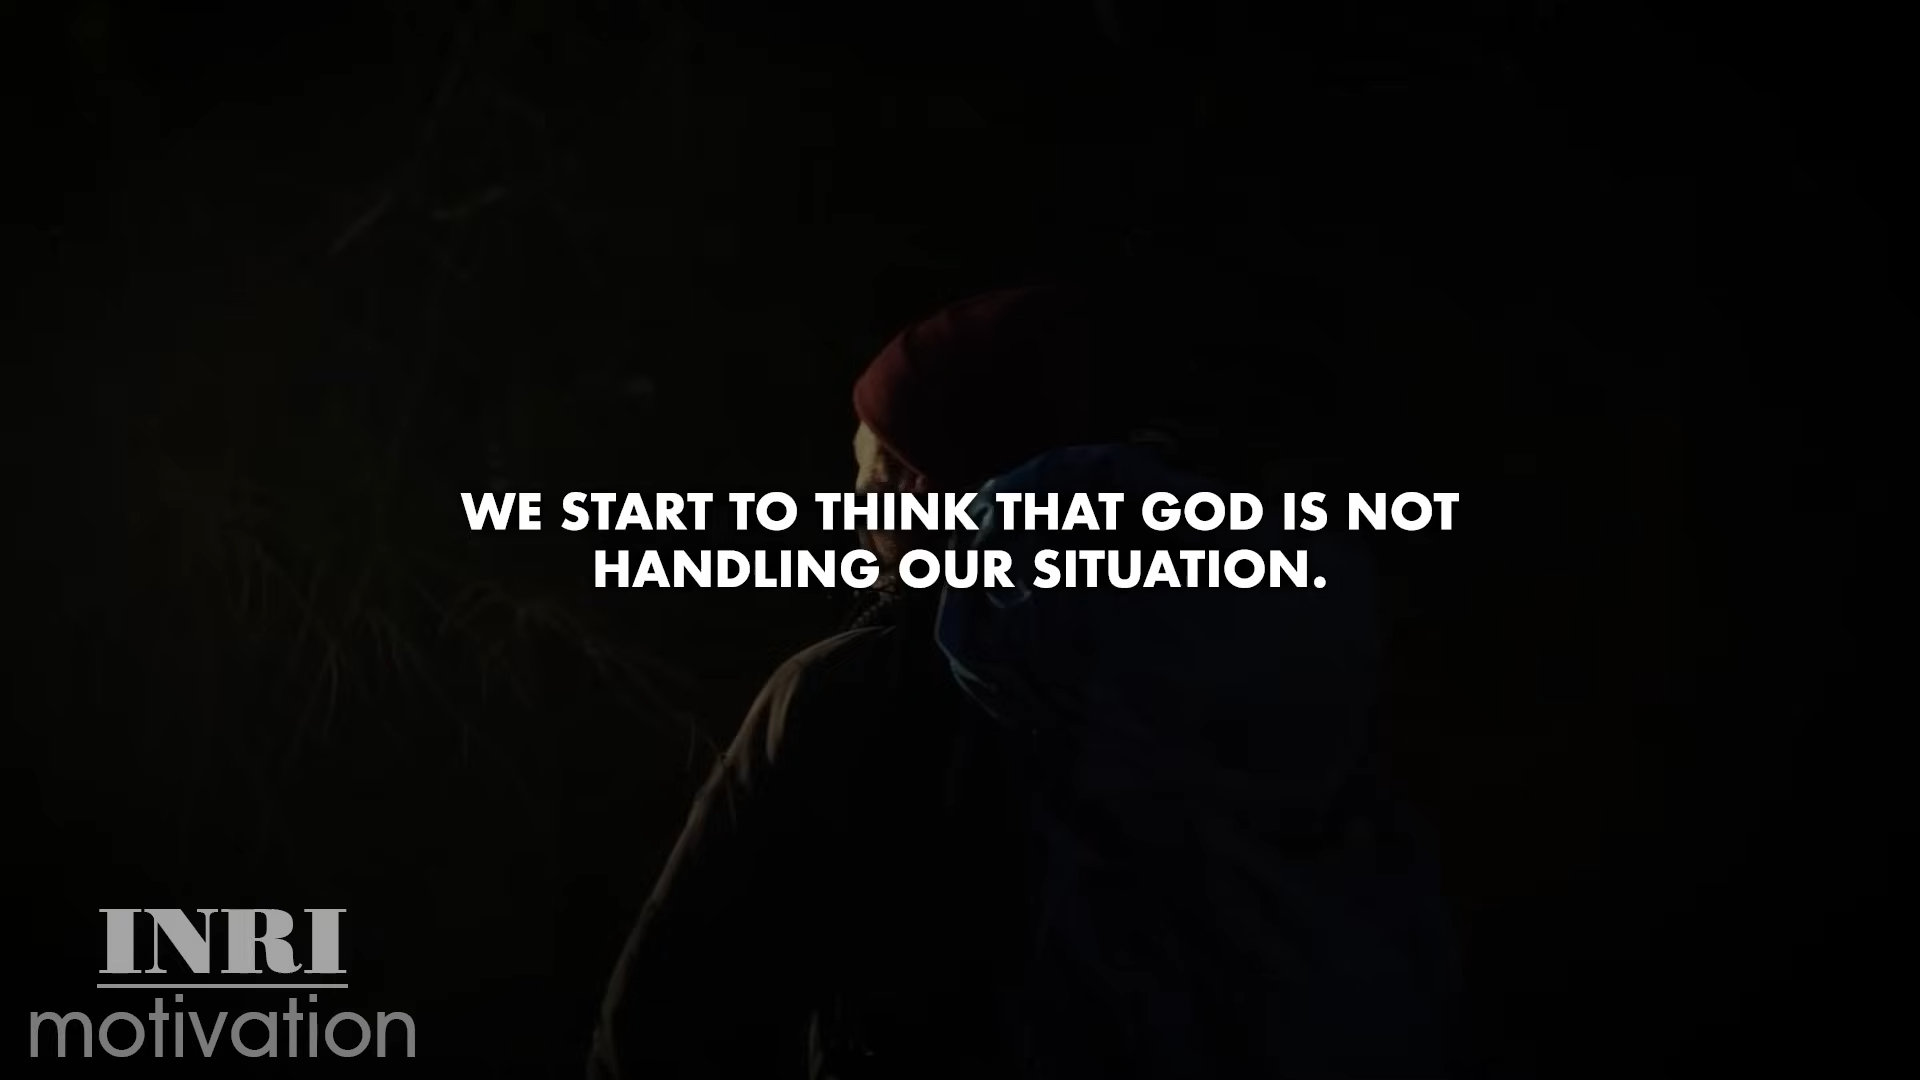 WE START TO THINK THAT GOD IS NOT
HANDLING OUR SITUATION.
INRI
motivation